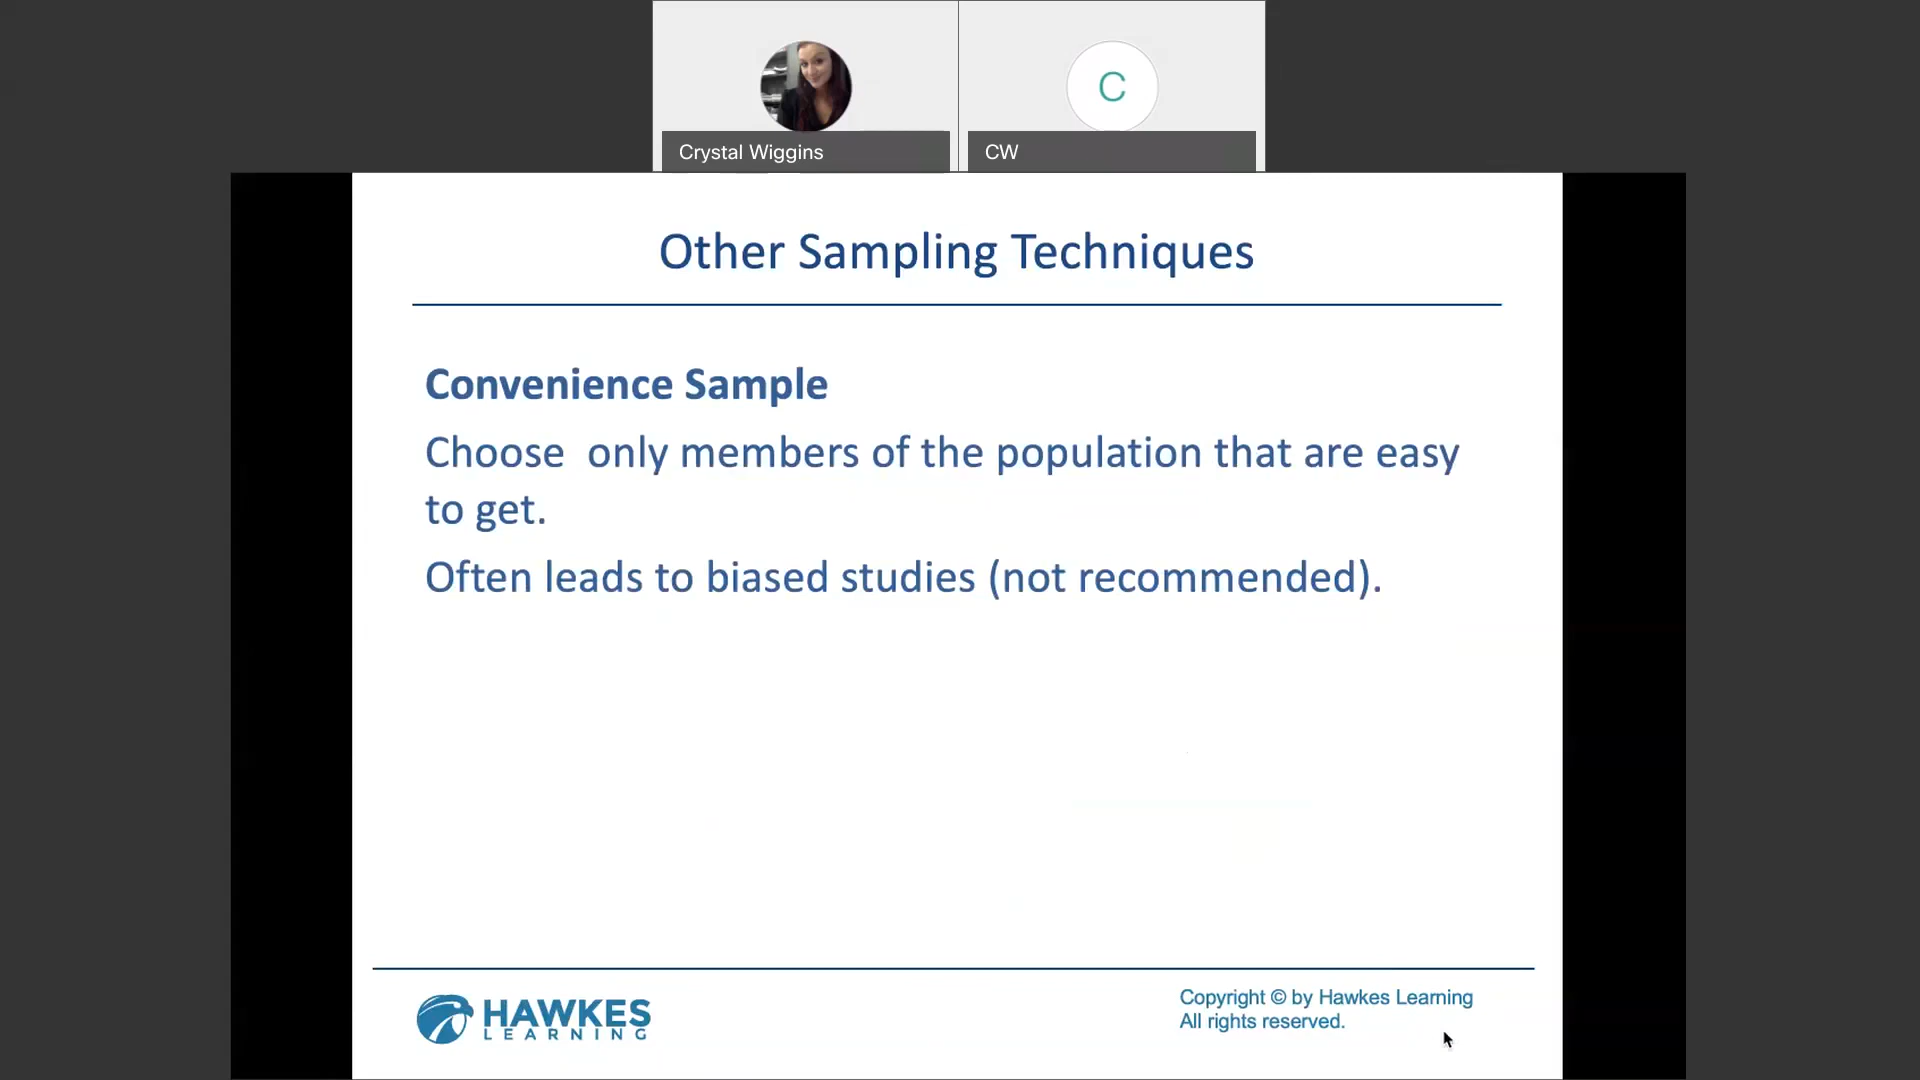 Crystal Wiggins
C
CW
Other Sampling Techniques
Convenience Sample
Choose  only members of the population that are easy
to get.
Often leads to biased studies (not recommended).
HAWKES
LEARNING
Copyright © by Hawkes Learning
All rights reserved.